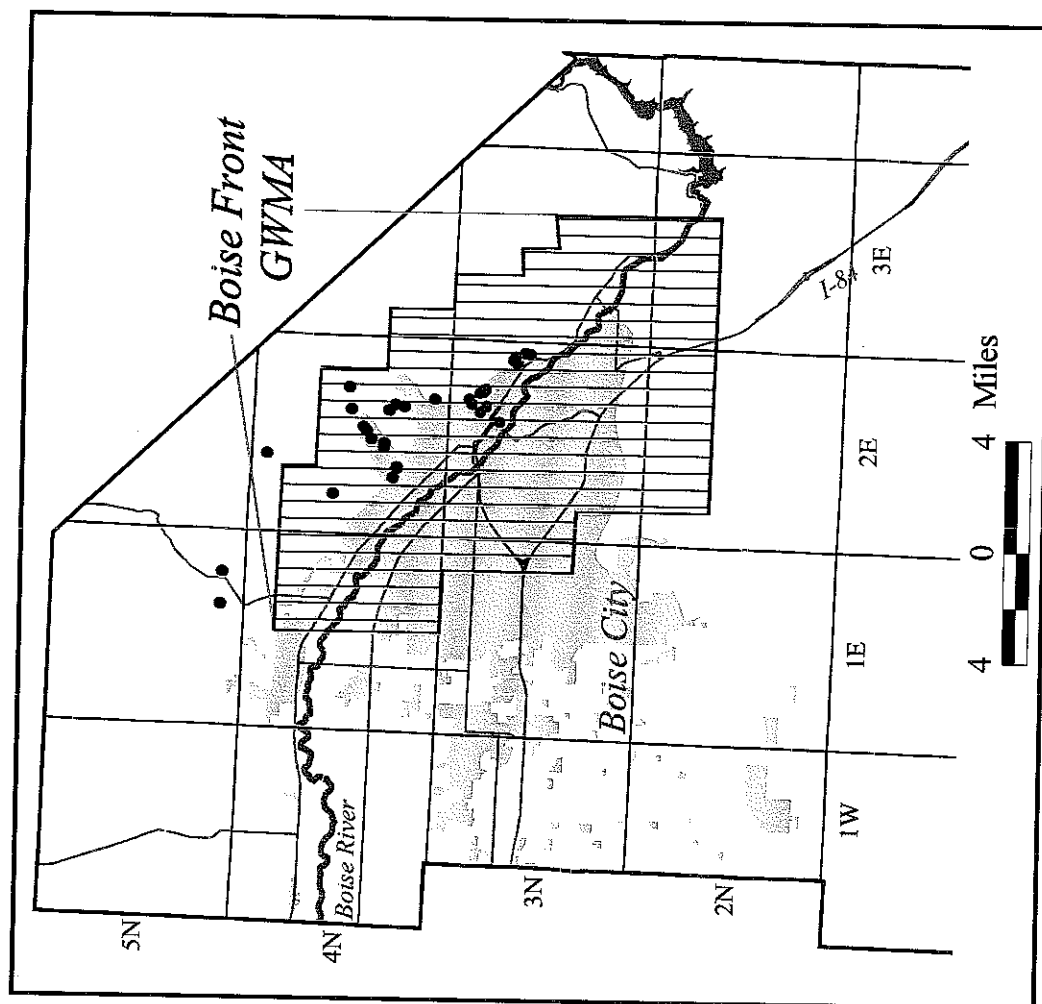 Boise Front
GWMA
5N
4N
Boise River
3N
Boise City
2N
1W
1E
2E
3E
I-84
4 0 4
Miles